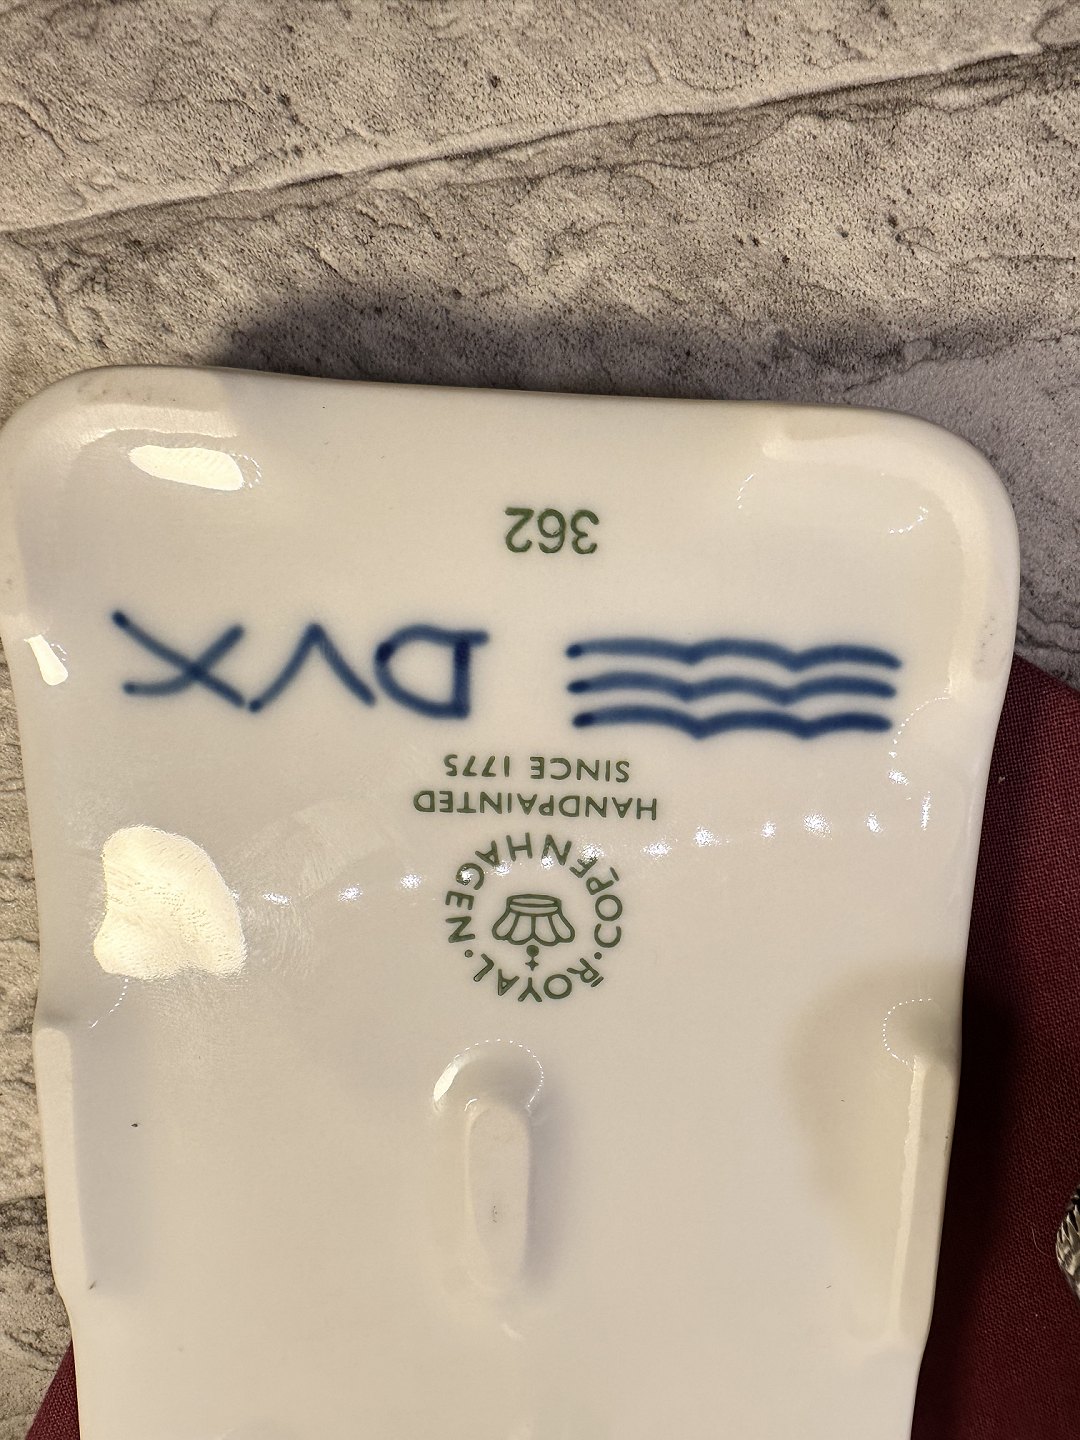 ROYAL · COPENHAGEN ·
HANDPAINTED
SINCE 1775
DVX
362